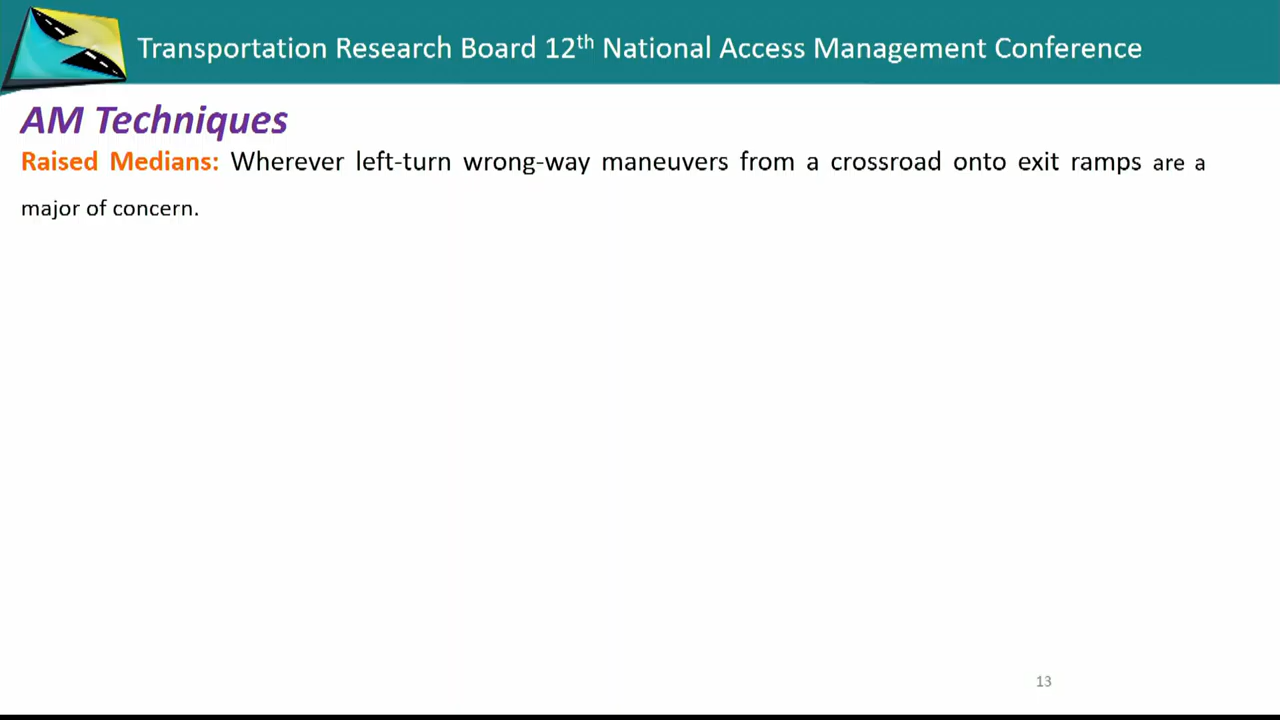 Transportation Research Board 12th National Access Management Conference
AM Techniques
Raised Medians: Wherever left-turn wrong-way maneuvers from a crossroad onto exit ramps are a
major of concern.
13